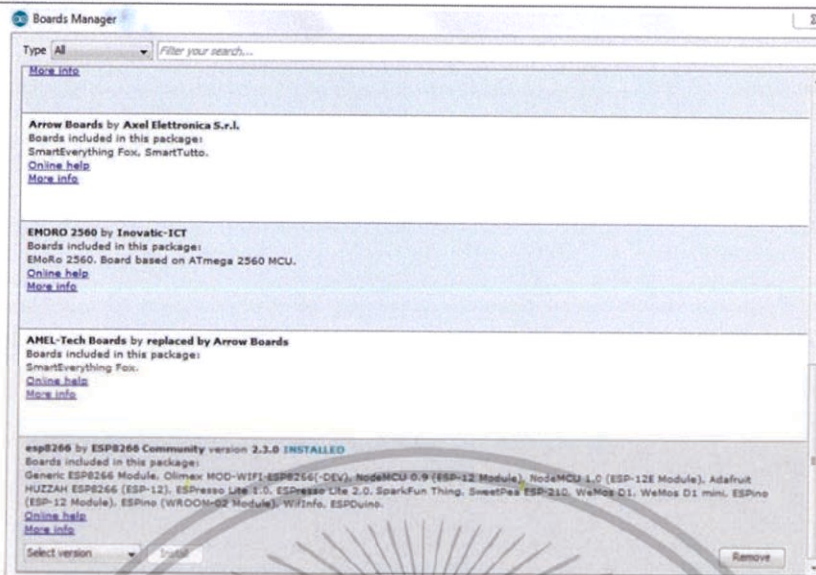 Boards Manager
Type All Filter your search...
More info
Arrow Boards by Axel Elettronica S.r.l.
Boards included in this package:
SmartEverything Fox, SmartTutto.
Online help
More info
EMORO 2560 by Inovatic-ICT
Boards included in this package:
EMoRo 2560. Board based on ATmega 2560 MCU.
Online help
More info
AMEL-Tech Boards by replaced by Arrow Boards
Boards included in this package:
SmartEverything Fox.
Online help
More info
esp8266 by ESP8266 Community version 2.3.0 INSTALLED
Boards included in this package:
Generic ESP8266 Module, Olimex MOD-WIFI-ESP8266(-DEV), NodeMCU 0.9 (ESP-12 Module), NodeMCU 1.0 (ESP-12E Module), Adafruit
HUZZAH ESP8266 (ESP-12), ESPresso Lite 1.0, ESPresso Lite 2.0, SparkFun Thing, SweetPea ESP-210, WeMos D1, WeMos D1 mini, ESPino
(ESP-12 Module), ESPino (WROOM-02 Module), WifInfo, ESPDuino.
Online help
More info
Select version Install Remove